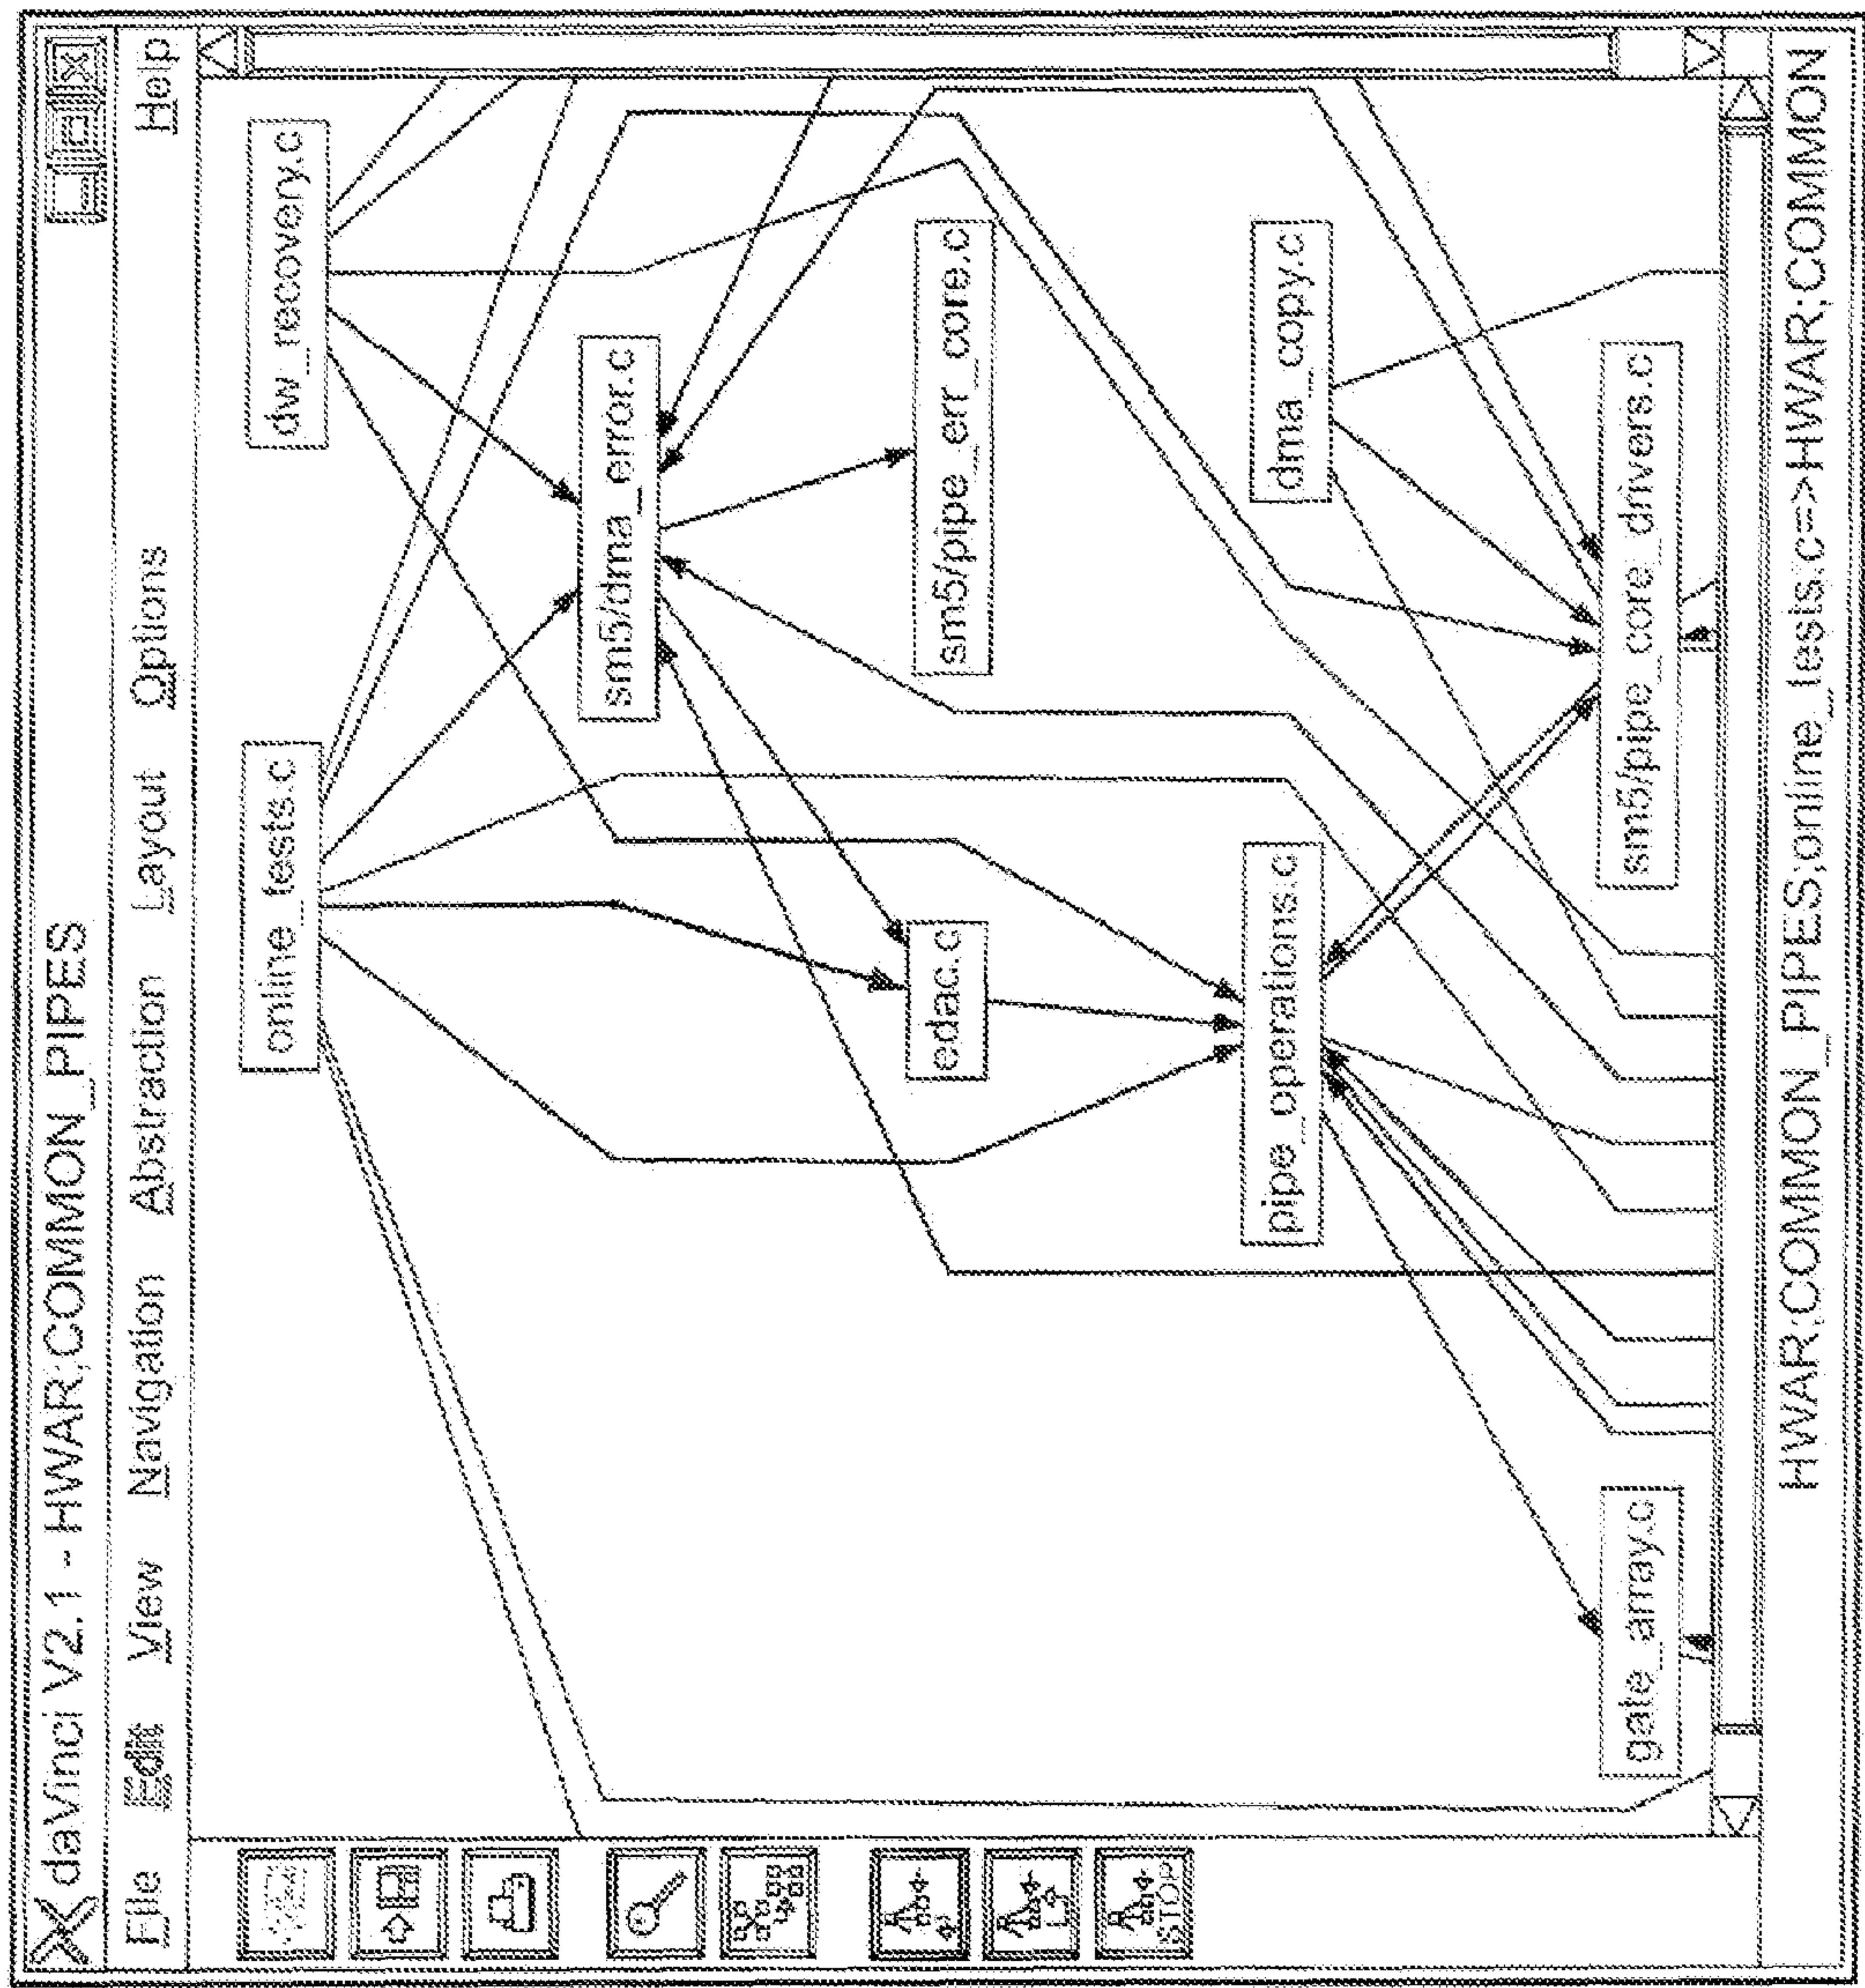 daVinci V2.1 - HWAR;COMMON_PIPES
File Edit View Navigation Abstraction Layout Options Help
online_tests.c
dw_recovery.c
sm5/dma_error.c
edac.c
sm5/pipe_err_core.c
pipe_operations.c
dma_copy.c
gate_array.c
sm5/pipe_core_drivers.c
STOP
HWAR;COMMON_PIPES;online_tests.c=>HWAR;COMMON